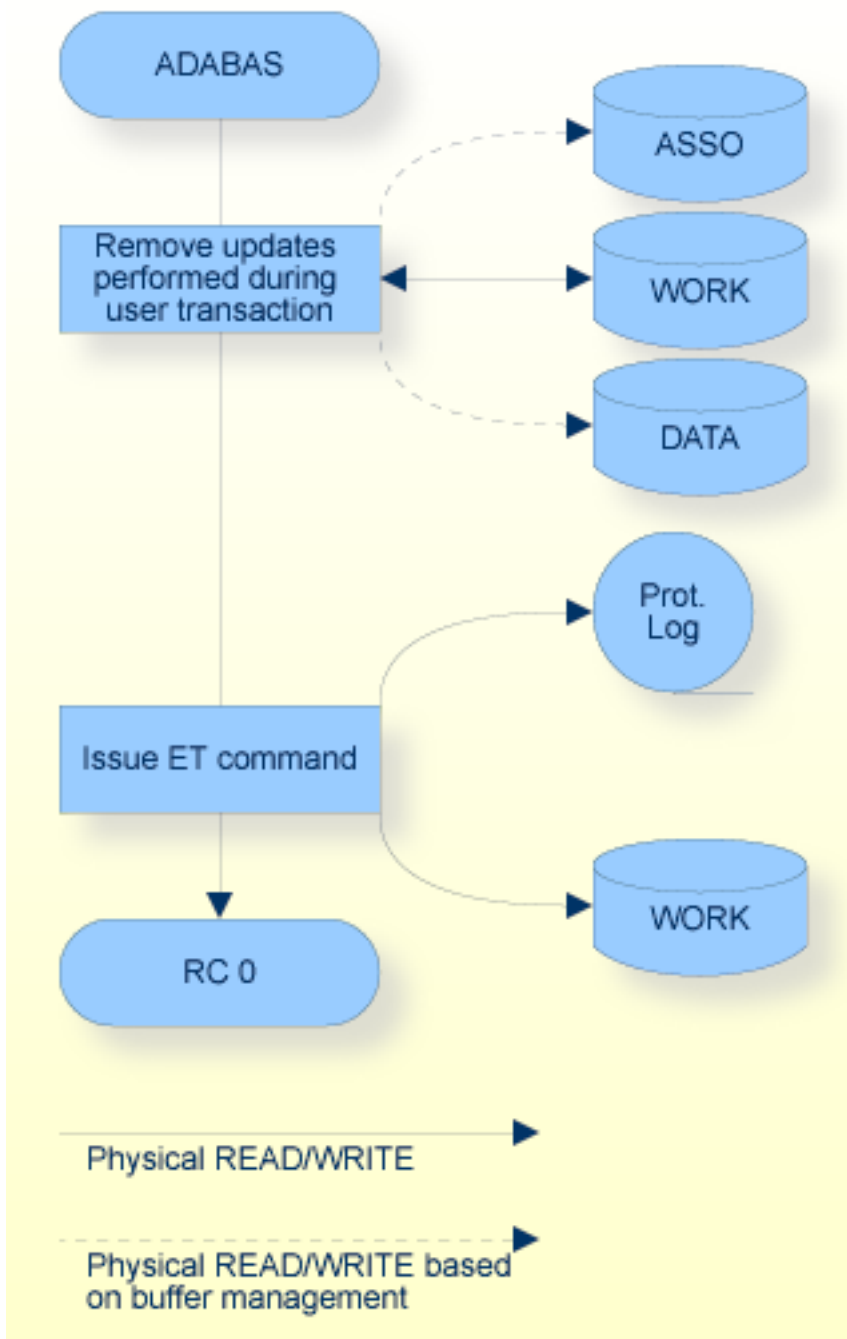 ADABAS
ASSO
Remove updates
performed during
user transaction
WORK
DATA
Prot.
Log
Issue ET command
WORK
RC 0
Physical READ/WRITE
Physical READ/WRITE based
on buffer management